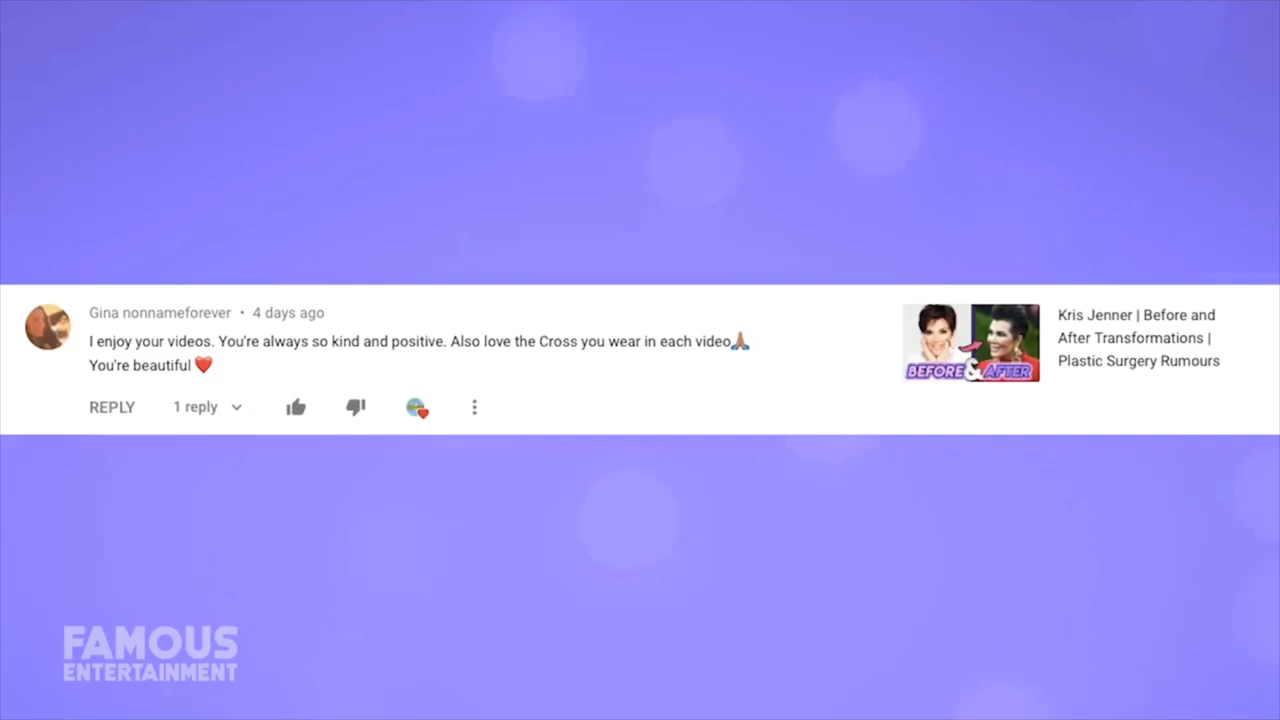 Gina nonnameforever • 4 days ago
I enjoy your videos. You're always so kind and positive. Also love the Cross you wear in each video🙏🏽
You're beautiful ❤️
REPLY 1 reply
BEFORE & AFTER
Kris Jenner | Before and
After Transformations |
Plastic Surgery Rumours
FAMOUS
ENTERTAINMENT